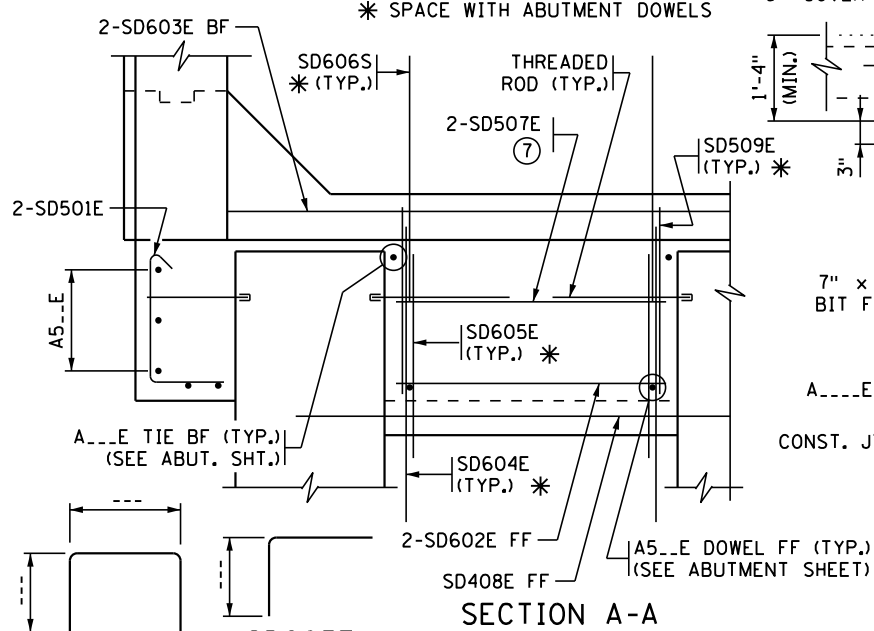 ✱ SPACE WITH ABUTMENT DOWELS
2-SD603E BF
SD606S
✱ (TYP.)
THREADED
ROD (TYP.)
1'-4"
(MIN.)
2-SD507E
7
SD509E
(TYP.) ✱
3"
2-SD501E
A5__E
7" ×
BIT F
SD605E
(TYP.) ✱
A____E
A___E TIE BF (TYP.)
(SEE ABUT. SHT.)
CONST. J
SD604E
(TYP.) ✱
---
2-SD602E FF
A5__E DOWEL FF (TYP.)
(SEE ABUTMENT SHEET)
---
---
SD408E FF
SECTION A-A